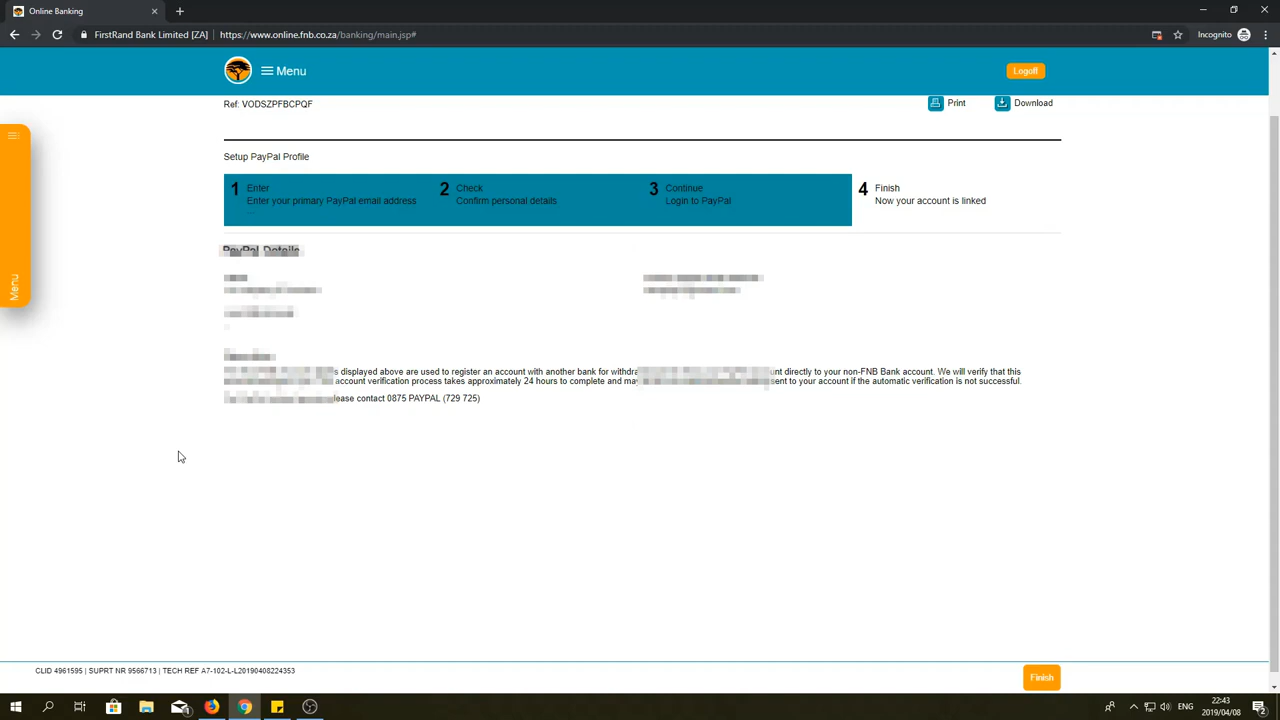 Online Banking
FirstRand Bank Limited [ZA] https://www.online.fnb.co.za/banking/main.jsp#
Incognito
Menu
Logoff
Ref: VODSZPFBCPQF
Print
Download
Setup PayPal Profile
1 Enter
Enter your primary PayPal email address
...
2 Check
Confirm personal details
3 Continue
Login to PayPal
4 Finish
Now your account is linked
Menu
PayPal Details
s displayed above are used to register an account with another bank for withdra unt directly to your non-FNB Bank account. We will verify that this
account verification process takes approximately 24 hours to complete and may sent to your account if the automatic verification is not successful.
lease contact 0875 PAYPAL (729 725)
CLID 4961595 | SUPRT NR 9566713 | TECH REF A7-102-L-L20190408224353
Finish
ENG
22:43
2019/04/08
2